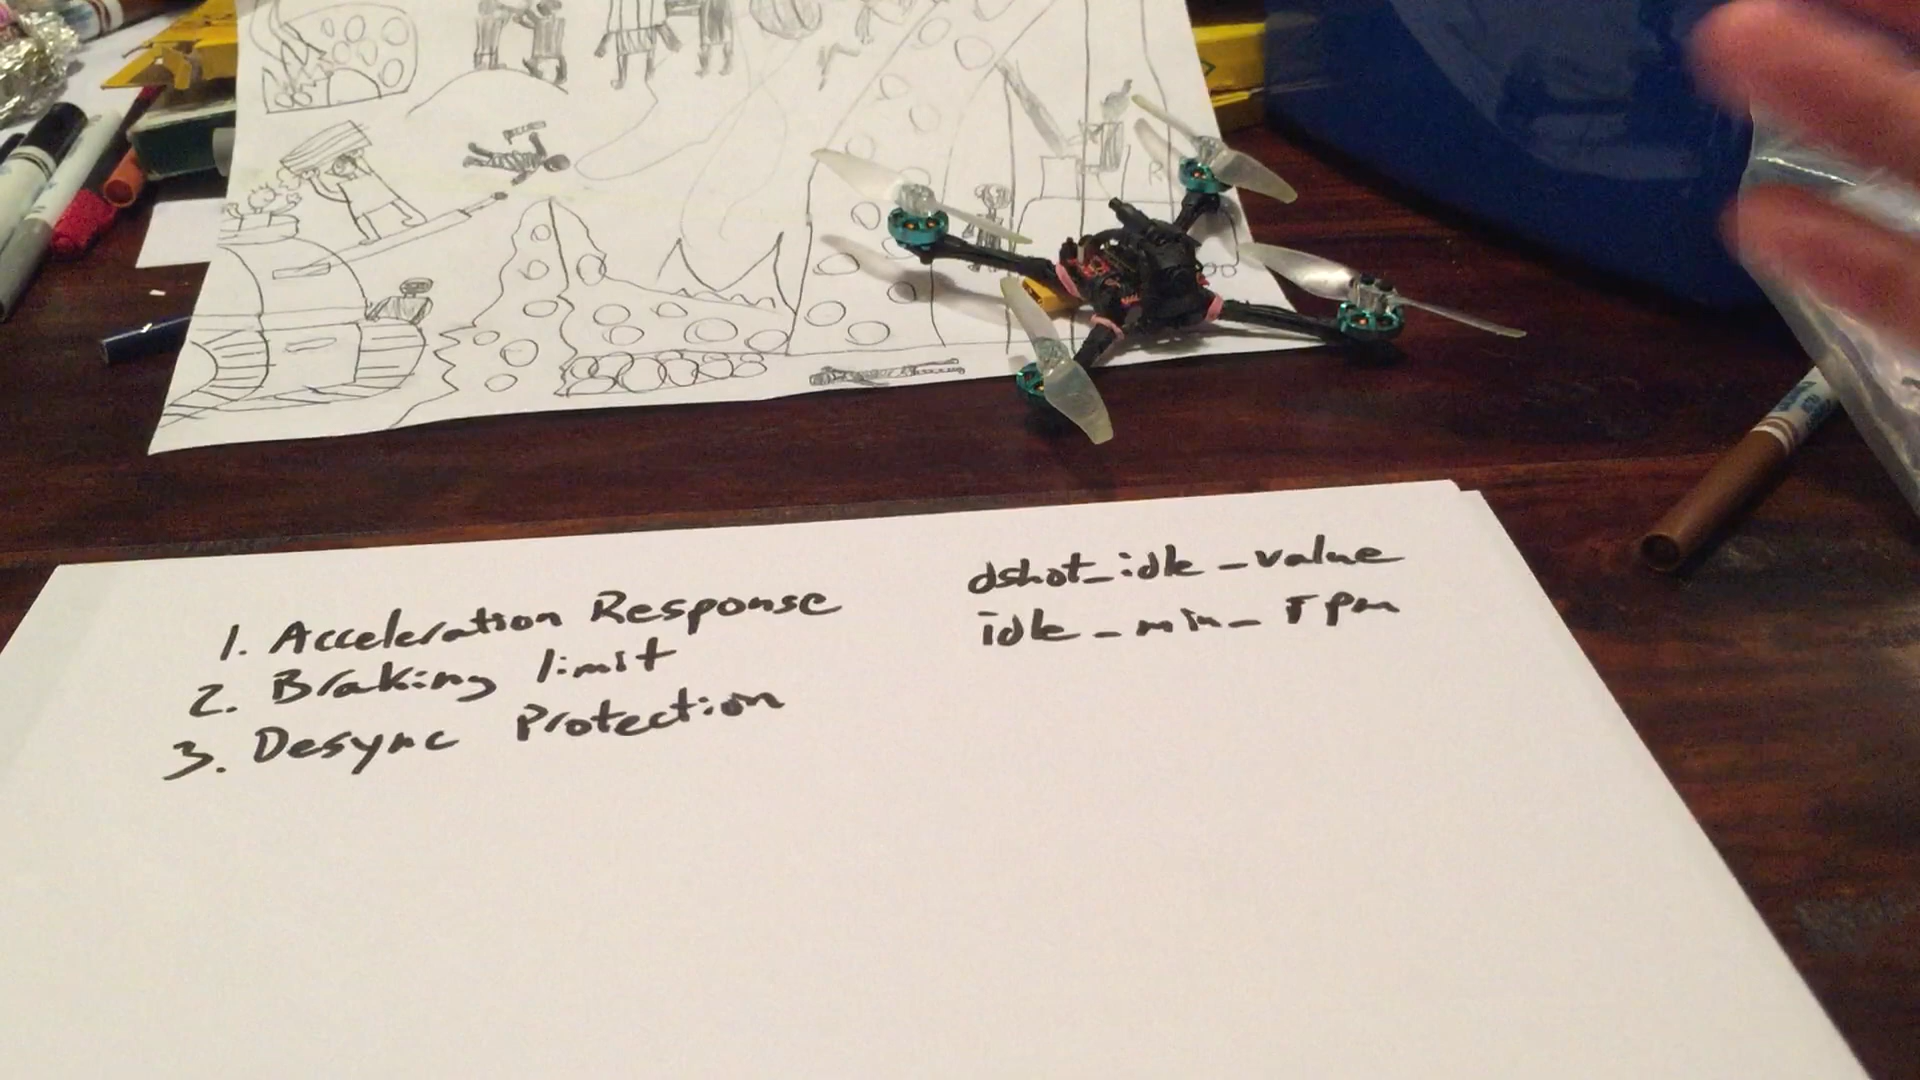 1. Acceleration Response
2. Braking limit
3. Desync Protection
dshot_idle_value
idle_min_rpm